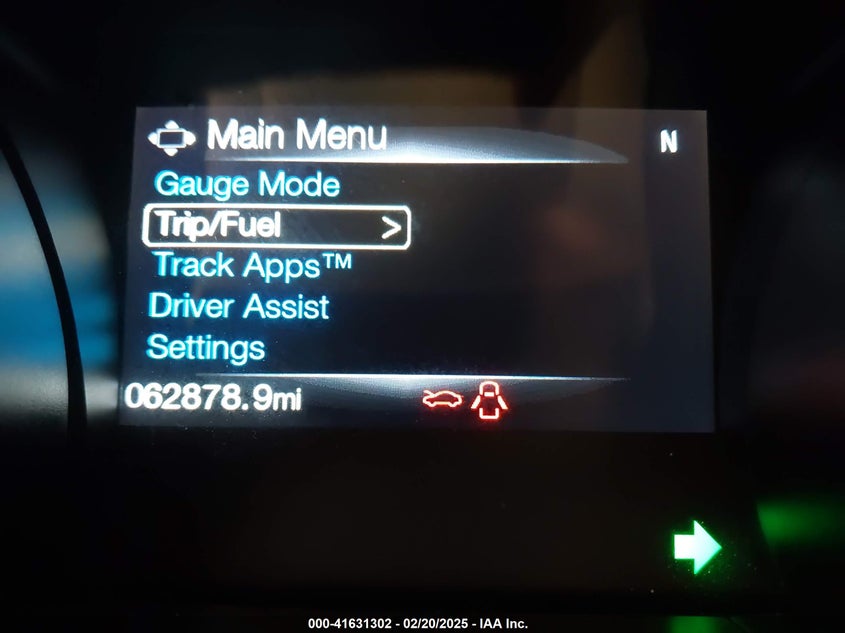 Main Menu
N
Gauge Mode
Trip/Fuel >
Track Apps™
Driver Assist
Settings
062878.9mi
000-41631302 - 02/20/2025 - IAA Inc.